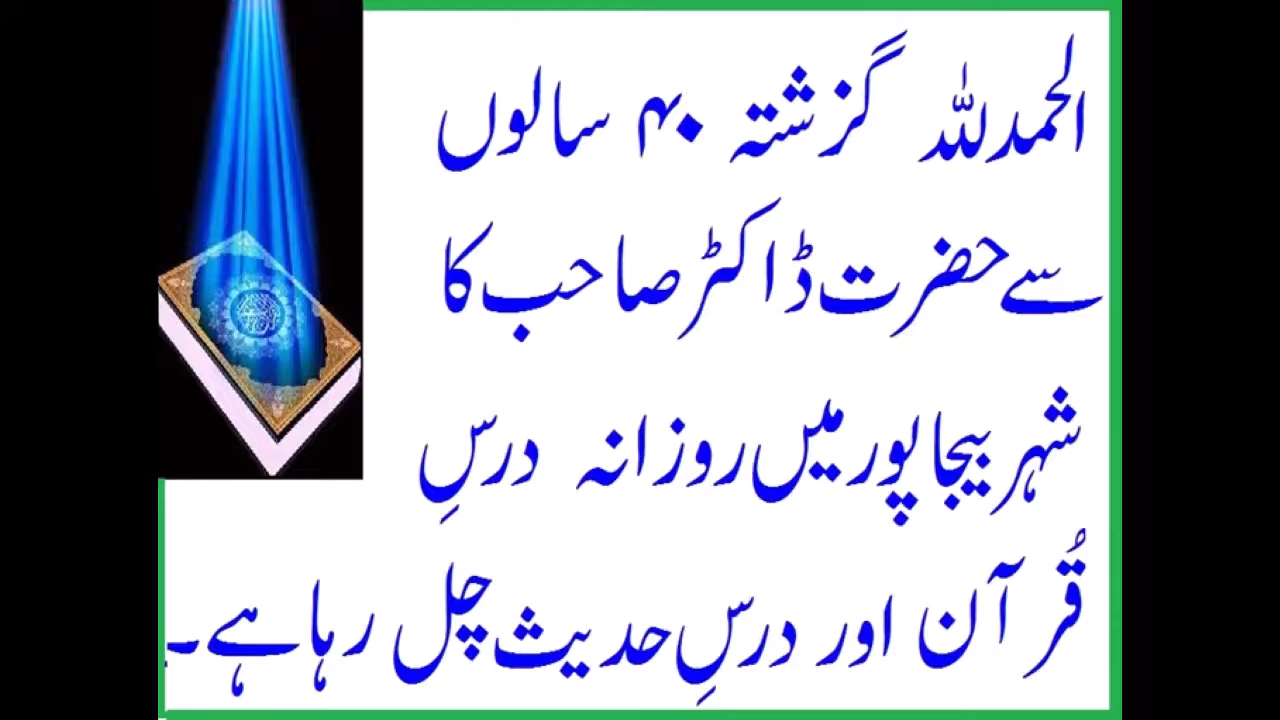 الحمدللہ گزشتہ ۴۰ سالوں
سے حضرت ڈاکٹر صاحب کا
شہر بیجاپور میں روزانہ درسِ
قُرآن اور درسِ حدیث چل رہا ہے۔